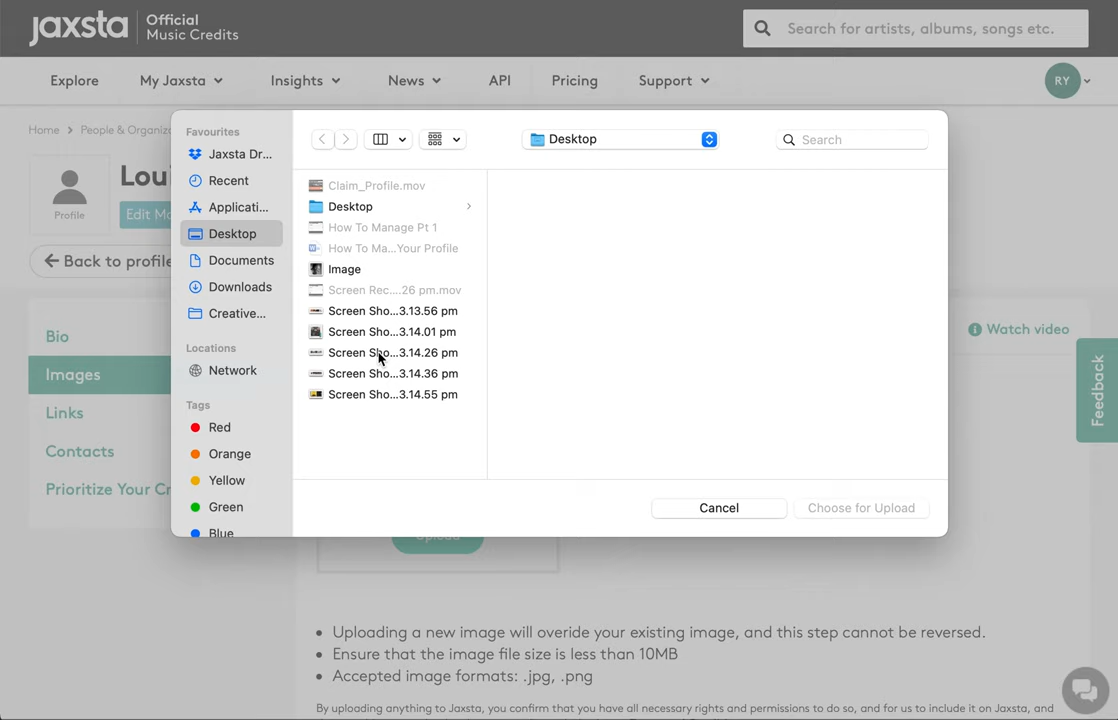 jaxsta
Official
Music Credits
Search for artists, albums, songs etc.
Explore
My Jaxsta
Insights
News
API
Pricing
Support
RY
Home
People & Organiz
Profile
Loui
Edit M
Back to profile
Bio
Images
Links
Contacts
Prioritize Your Cr
Watch video
Feedback
Favourites
Jaxsta Dr...
Recent
Applicati...
Desktop
Documents
Downloads
Creative...
Locations
Network
Tags
Red
Orange
Yellow
Green
Blue
Desktop
Search
Claim_Profile.mov
Desktop
How To Manage Pt 1
How To Ma...Your Profile
Image
Screen Rec....26 pm.mov
Screen Sho...3.13.56 pm
Screen Sho...3.14.01 pm
Screen Sho...3.14.26 pm
Screen Sho...3.14.36 pm
Screen Sho...3.14.55 pm
Cancel
Choose for Upload
Upload
• Uploading a new image will overide your existing image, and this step cannot be reversed.
• Ensure that the image file size is less than 10MB
• Accepted image formats: .jpg, .png
By uploading anything to Jaxsta, you confirm that you have all necessary rights and permissions to do so, and for us to include it on Jaxsta, and